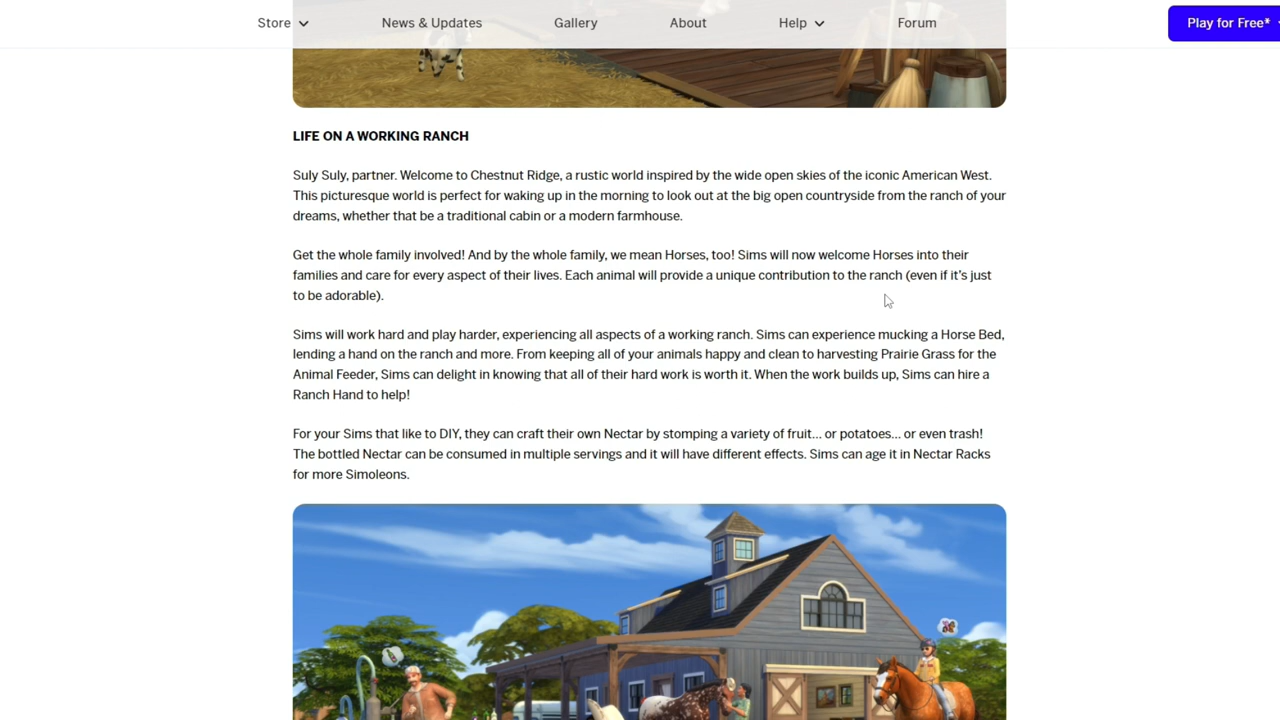 Store News & Updates Gallery About Help Forum Play for Free*
LIFE ON A WORKING RANCH
Suly Suly, partner. Welcome to Chestnut Ridge, a rustic world inspired by the wide open skies of the iconic American West.
This picturesque world is perfect for waking up in the morning to look out at the big open countryside from the ranch of your
dreams, whether that be a traditional cabin or a modern farmhouse.
Get the whole family involved! And by the whole family, we mean Horses, too! Sims will now welcome Horses into their
families and care for every aspect of their lives. Each animal will provide a unique contribution to the ranch (even if it’s just
to be adorable).
Sims will work hard and play harder, experiencing all aspects of a working ranch. Sims can experience mucking a Horse Bed,
lending a hand on the ranch and more. From keeping all of your animals happy and clean to harvesting Prairie Grass for the
Animal Feeder, Sims can delight in knowing that all of their hard work is worth it. When the work builds up, Sims can hire a
Ranch Hand to help!
For your Sims that like to DIY, they can craft their own Nectar by stomping a variety of fruit… or potatoes… or even trash!
The bottled Nectar can be consumed in multiple servings and it will have different effects. Sims can age it in Nectar Racks
for more Simoleons.